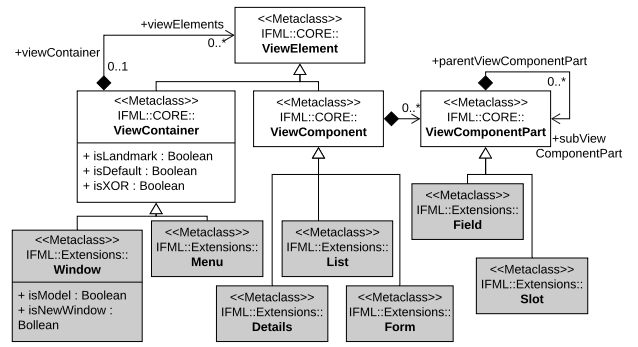 +viewElements
0..*
<<Metaclass>>
IFML::CORE::
ViewElement
+viewContainer
0..1
+parentViewComponentPart
0..*
<<Metaclass>>
IFML::CORE::
ViewContainer
+ isLandmark : Boolean
+ isDefault : Boolean
+ isXOR : Boolean
<<Metaclass>>
IFML::CORE::
ViewComponent
0..*
<<Metaclass>>
IFML::CORE::
ViewComponentPart
+subView
ComponentPart
<<Metaclass>>
IFML::Extensions::
Window
+ isModel : Boolean
+ isNewWindow :
Bollean
<<Metaclass>>
IFML::Extensions::
Menu
<<Metaclass>>
IFML::Extensions::
List
<<Metaclass>>
IFML::Extensions::
Field
<<Metaclass>>
IFML::Extensions::
Details
<<Metaclass>>
IFML::Extensions::
Form
<<Metaclass>>
IFML::Extensions::
Slot